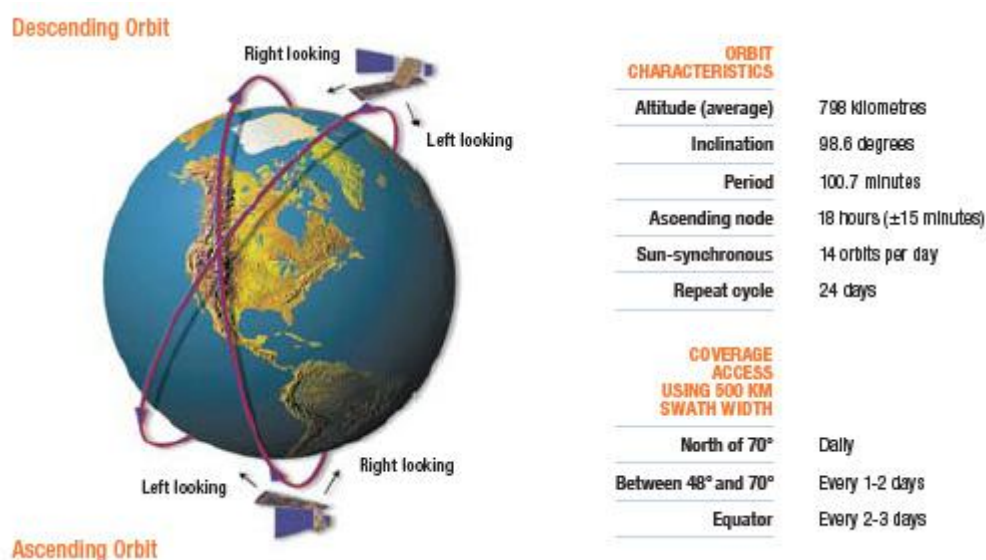 Descending Orbit
Right looking
Left looking
Left looking
Right looking
Ascending Orbit
ORBIT
CHARACTERISTICS
Altitude (average) 798 kilometres
Inclination 98.6 degrees
Period 100.7 minutes
Ascending node 18 hours (±15 minutes)
Sun-synchronous 14 orbits per day
Repeat cycle 24 days
COVERAGE
ACCESS
USING 500 KM
SWATH WIDTH
North of 70° Daily
Between 48° and 70° Every 1-2 days
Equator Every 2-3 days